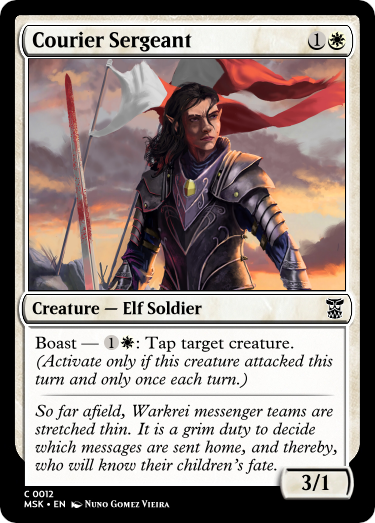 Courier Sergeant 1
Creature — Elf Soldier
Boast — 1: Tap target creature.
(Activate only if this creature attacked this
turn and only once each turn.)
So far afield, Warkrei messenger teams are
stretched thin. It is a grim duty to decide
which messages are sent home, and thereby,
who will know their children's fate.
3/1
C 0012
MSK • EN Nuno Gomez Vieira